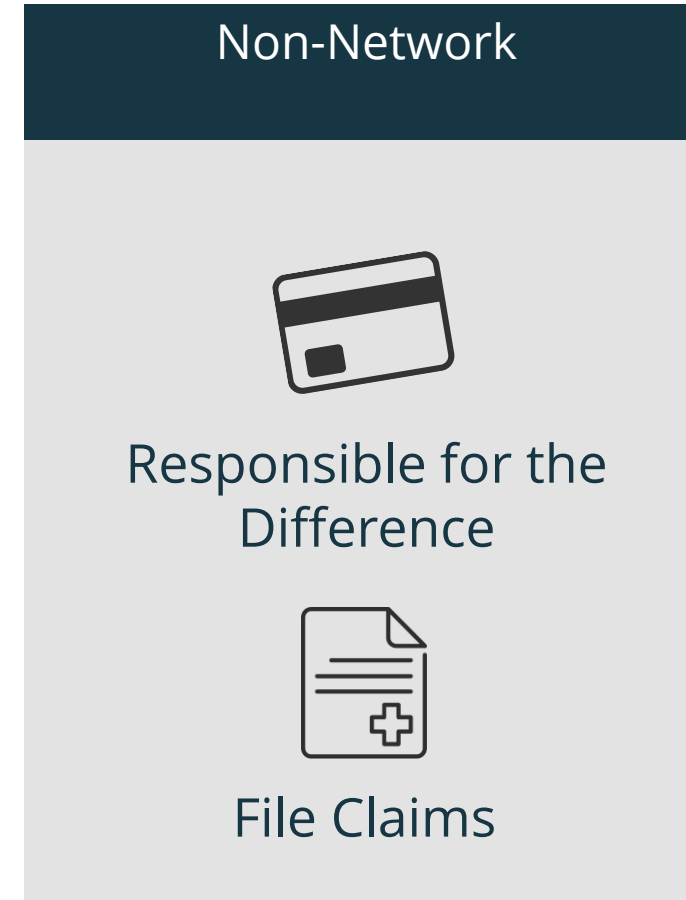 Non-Network
Responsible for the
Difference
File Claims